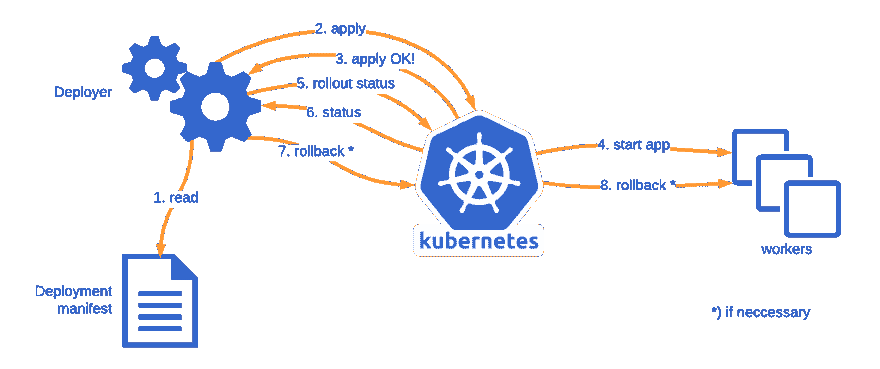 2. apply
3. apply OK!
Deployer
5. rollout status
6. status
7. rollback *
4. start app
1. read
8. rollback *
kubernetes
workers
Deployment
manifest
*) if neccessary